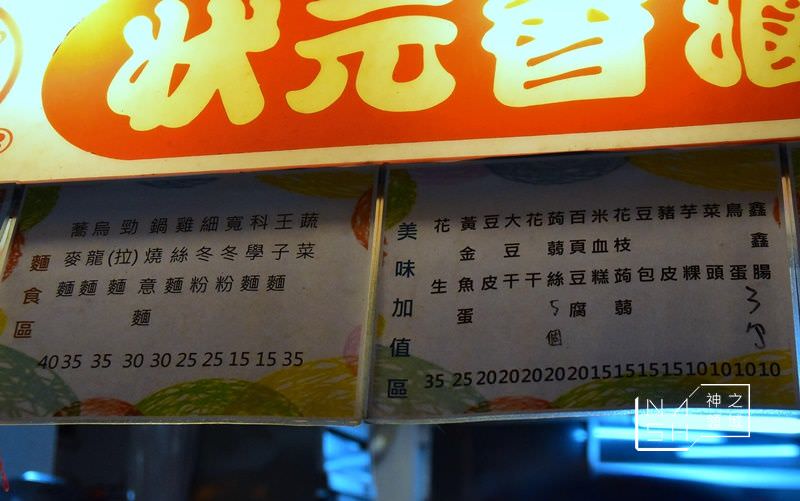 狀元香滷
麵食區
蕎麥麵 40
烏龍麵 35
勁(拉)麵 35
鍋燒意麵 30
雞絲麵 30
細冬粉 25
寬冬粉 25
科學麵 15
王子麵 15
蔬菜麵 35
美味加值區
花生 35
黃金魚蛋 25
豆皮 20
大豆干 20
花干 20
蒟蒻絲5個 20
百頁豆腐 20
米血糕 15
花枝蒟蒻 15
豆包 15
豬皮 15
芋粿 10
菜頭 10
鳥蛋 10
鑫鑫腸3个 10
神之